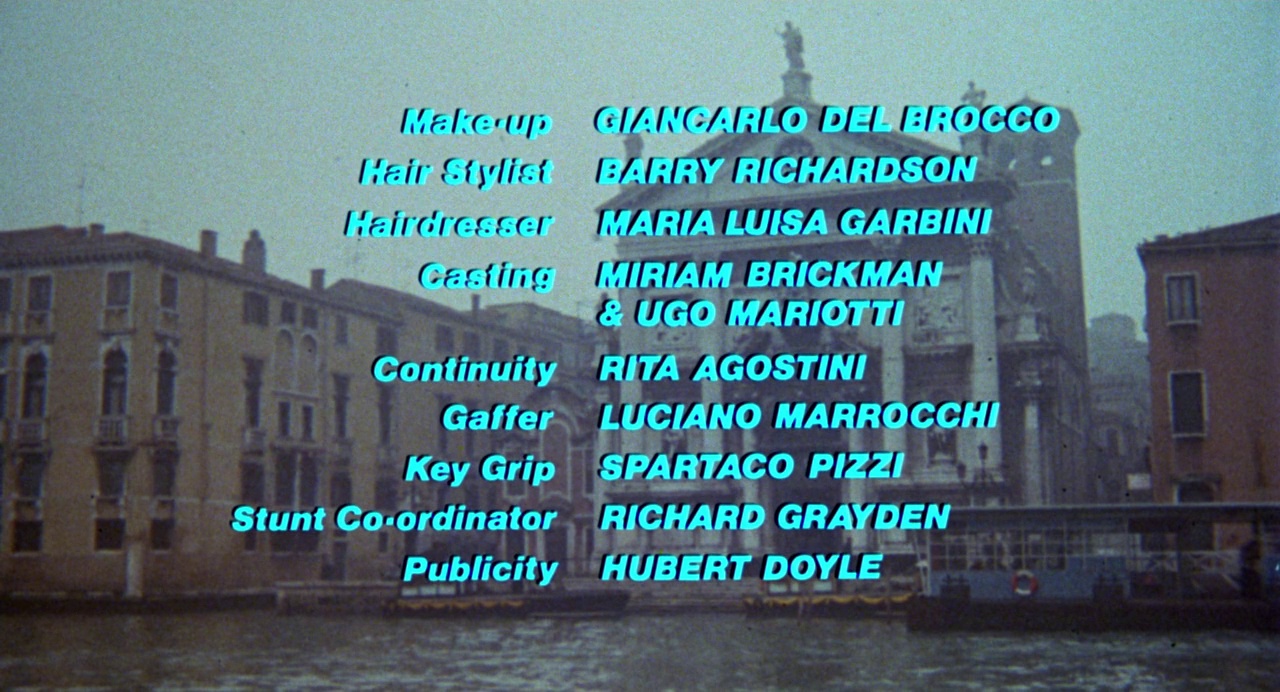 Make-up GIANCARLO DEL BROCCO
Hair Stylist BARRY RICHARDSON
Hairdresser MARIA LUISA GARBINI
Casting MIRIAM BRICKMAN
& UGO MARIOTTI
Continuity RITA AGOSTINI
Gaffer LUCIANO MARROCCHI
Key Grip SPARTACO PIZZI
Stunt Co-ordinator RICHARD GRAYDEN
Publicity HUBERT DOYLE